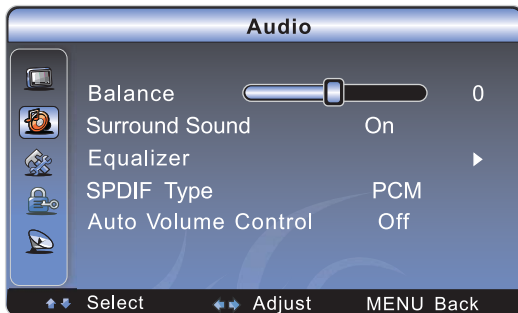 Audio
Balance 0
Surround Sound On
Equalizer
SPDIF Type PCM
Auto Volume Control Off
Select Adjust MENU Back